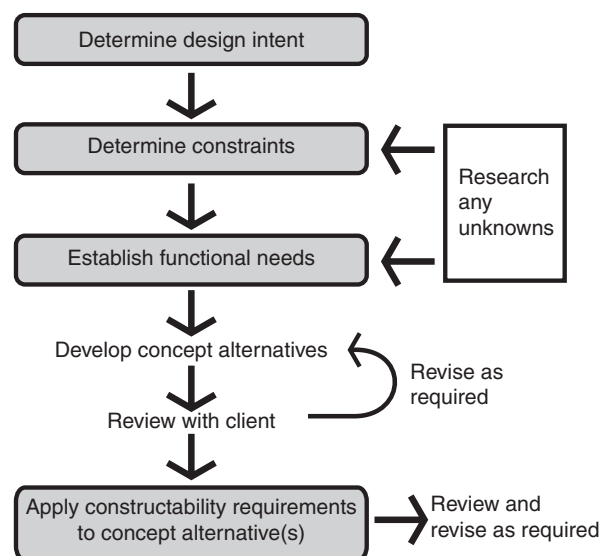 Determine design intent
Determine constraints
Research
any
unknowns
Establish functional needs
Develop concept alternatives
Revise as
required
Review with client
Apply constructability requirements
to concept alternative(s)
Review and
revise as required